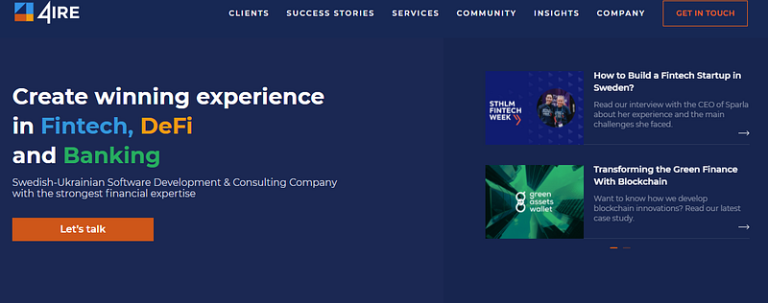 4IRE
CLIENTS SUCCESS STORIES SERVICES COMMUNITY INSIGHTS COMPANY GET IN TOUCH
Create winning experience
in Fintech, DeFi
and Banking
Swedish-Ukrainian Software Development & Consulting Company
with the strongest financial expertise
Let's talk
STHLM
FINTECH
WEEK
How to Build a Fintech Startup in
Sweden?
Read our interview with the CEO of Sparla
about her experience and the main
challenges she faced.
green
assets
wallet
Transforming the Green Finance
With Blockchain
Want to know how we develop
blockchain innovations? Read our latest
case study.